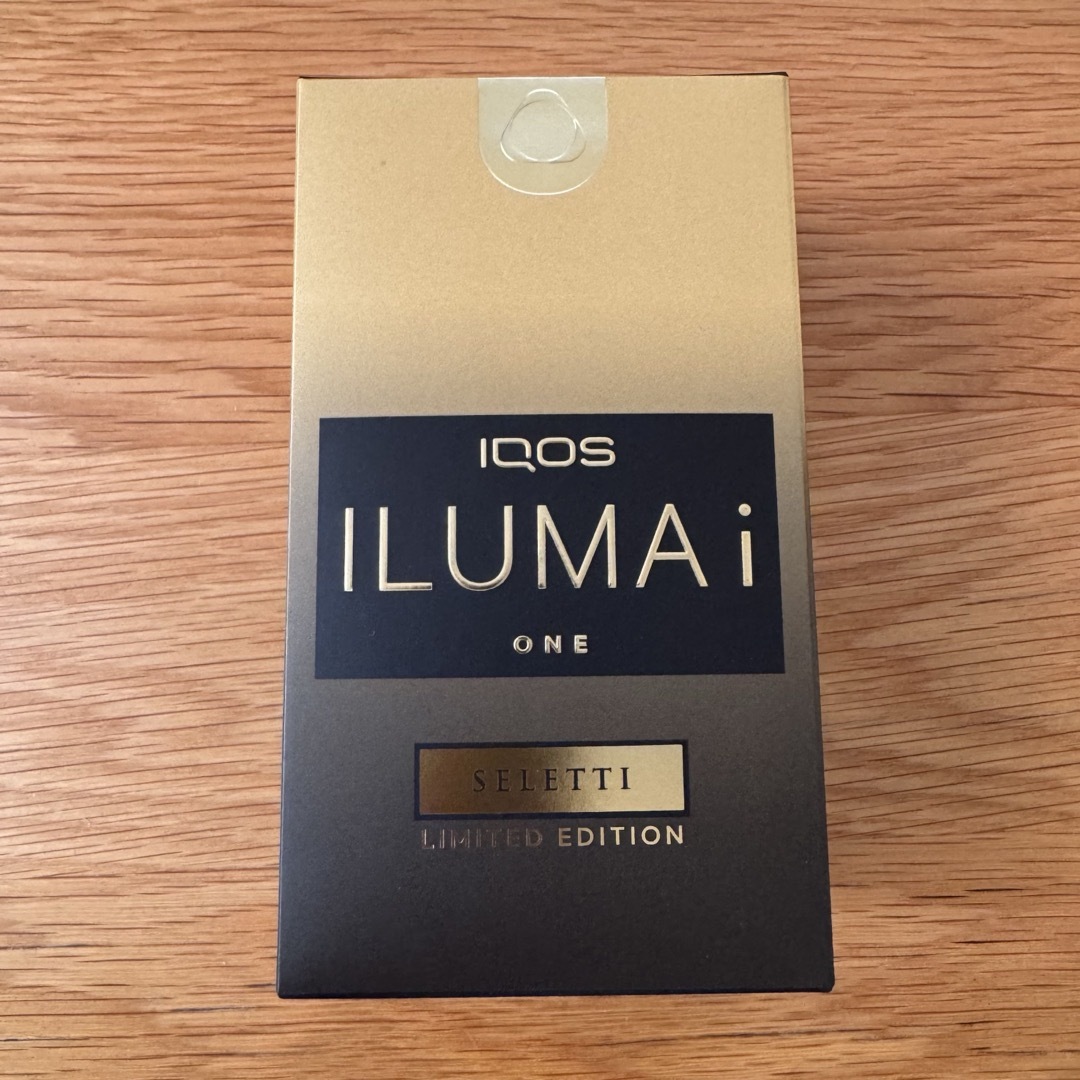 IQOS
ILUMA i
ONE
SELETTI
LIMITED EDITION